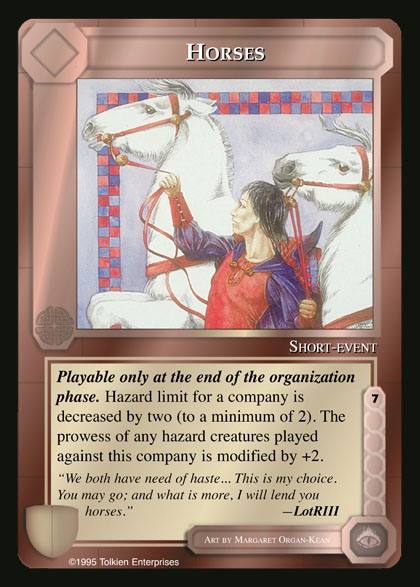 HORSES
SHORT-EVENT
Playable only at the end of the organization
phase. Hazard limit for a company is
decreased by two (to a minimum of 2). The
prowess of any hazard creatures played
against this company is modified by +2.
7
“We both have need of haste... This is my choice.
You may go; and what is more, I will lend you
horses.” —LotRIII
ART BY MARGARET ORGAN-KEAN
©1995 Tolkien Enterprises